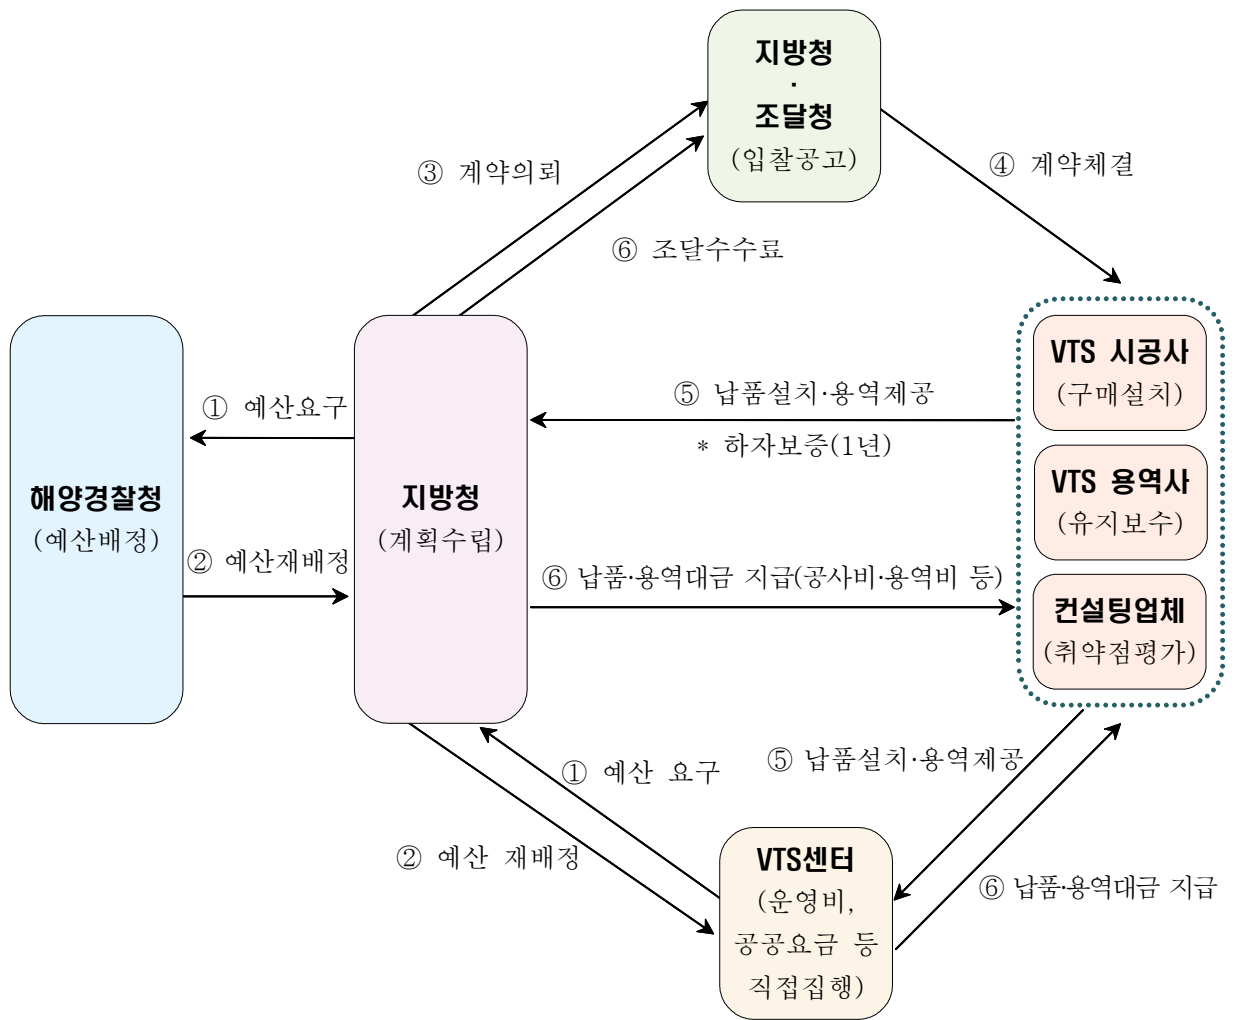 지방청
·
조달청
(입찰공고)
③ 계약의뢰
④ 계약체결
⑥ 조달수수료
VTS 시공사
(구매설치)
⑤ 납품설치·용역제공
① 예산요구
* 하자보증(1년)
VTS 용역사
(유지보수)
해양경찰청
(예산배정)
지방청
(계획수립)
② 예산재배정
⑥ 납품·용역대금 지급(공사비·용역비 등)
컨설팅업체
(취약점평가)
① 예산 요구
⑤ 납품설치·용역제공
② 예산 재배정
VTS센터
(운영비,
공공요금 등
직접집행)
⑥ 납품·용역대금 지급